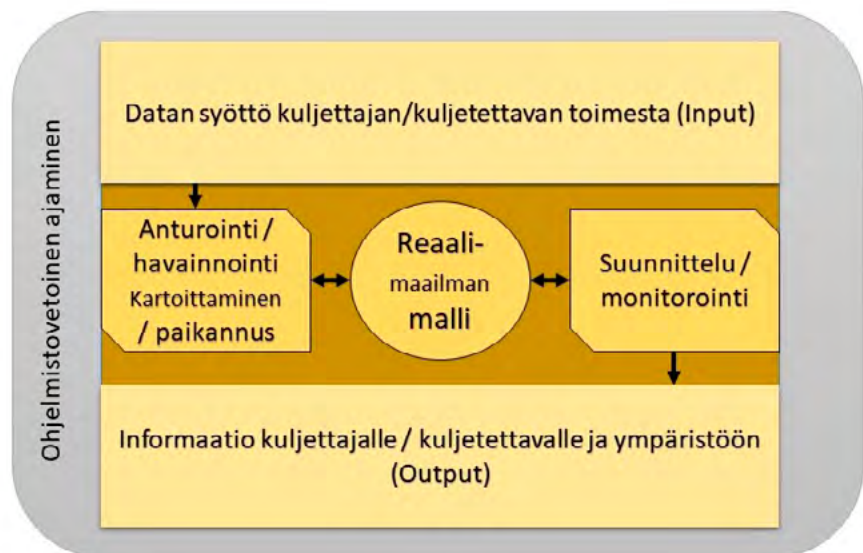 Ohjelmistovetoinen ajaminen
Datan syöttö kuljettajan/kuljetettavan toimesta (Input)
Anturointi /
havainnointi
Kartoittaminen
/ paikannus
Reaali-
maailman
malli
Suunnittelu /
monitorointi
Informaatio kuljettajalle / kuljetettavalle ja ympäristöön
(Output)